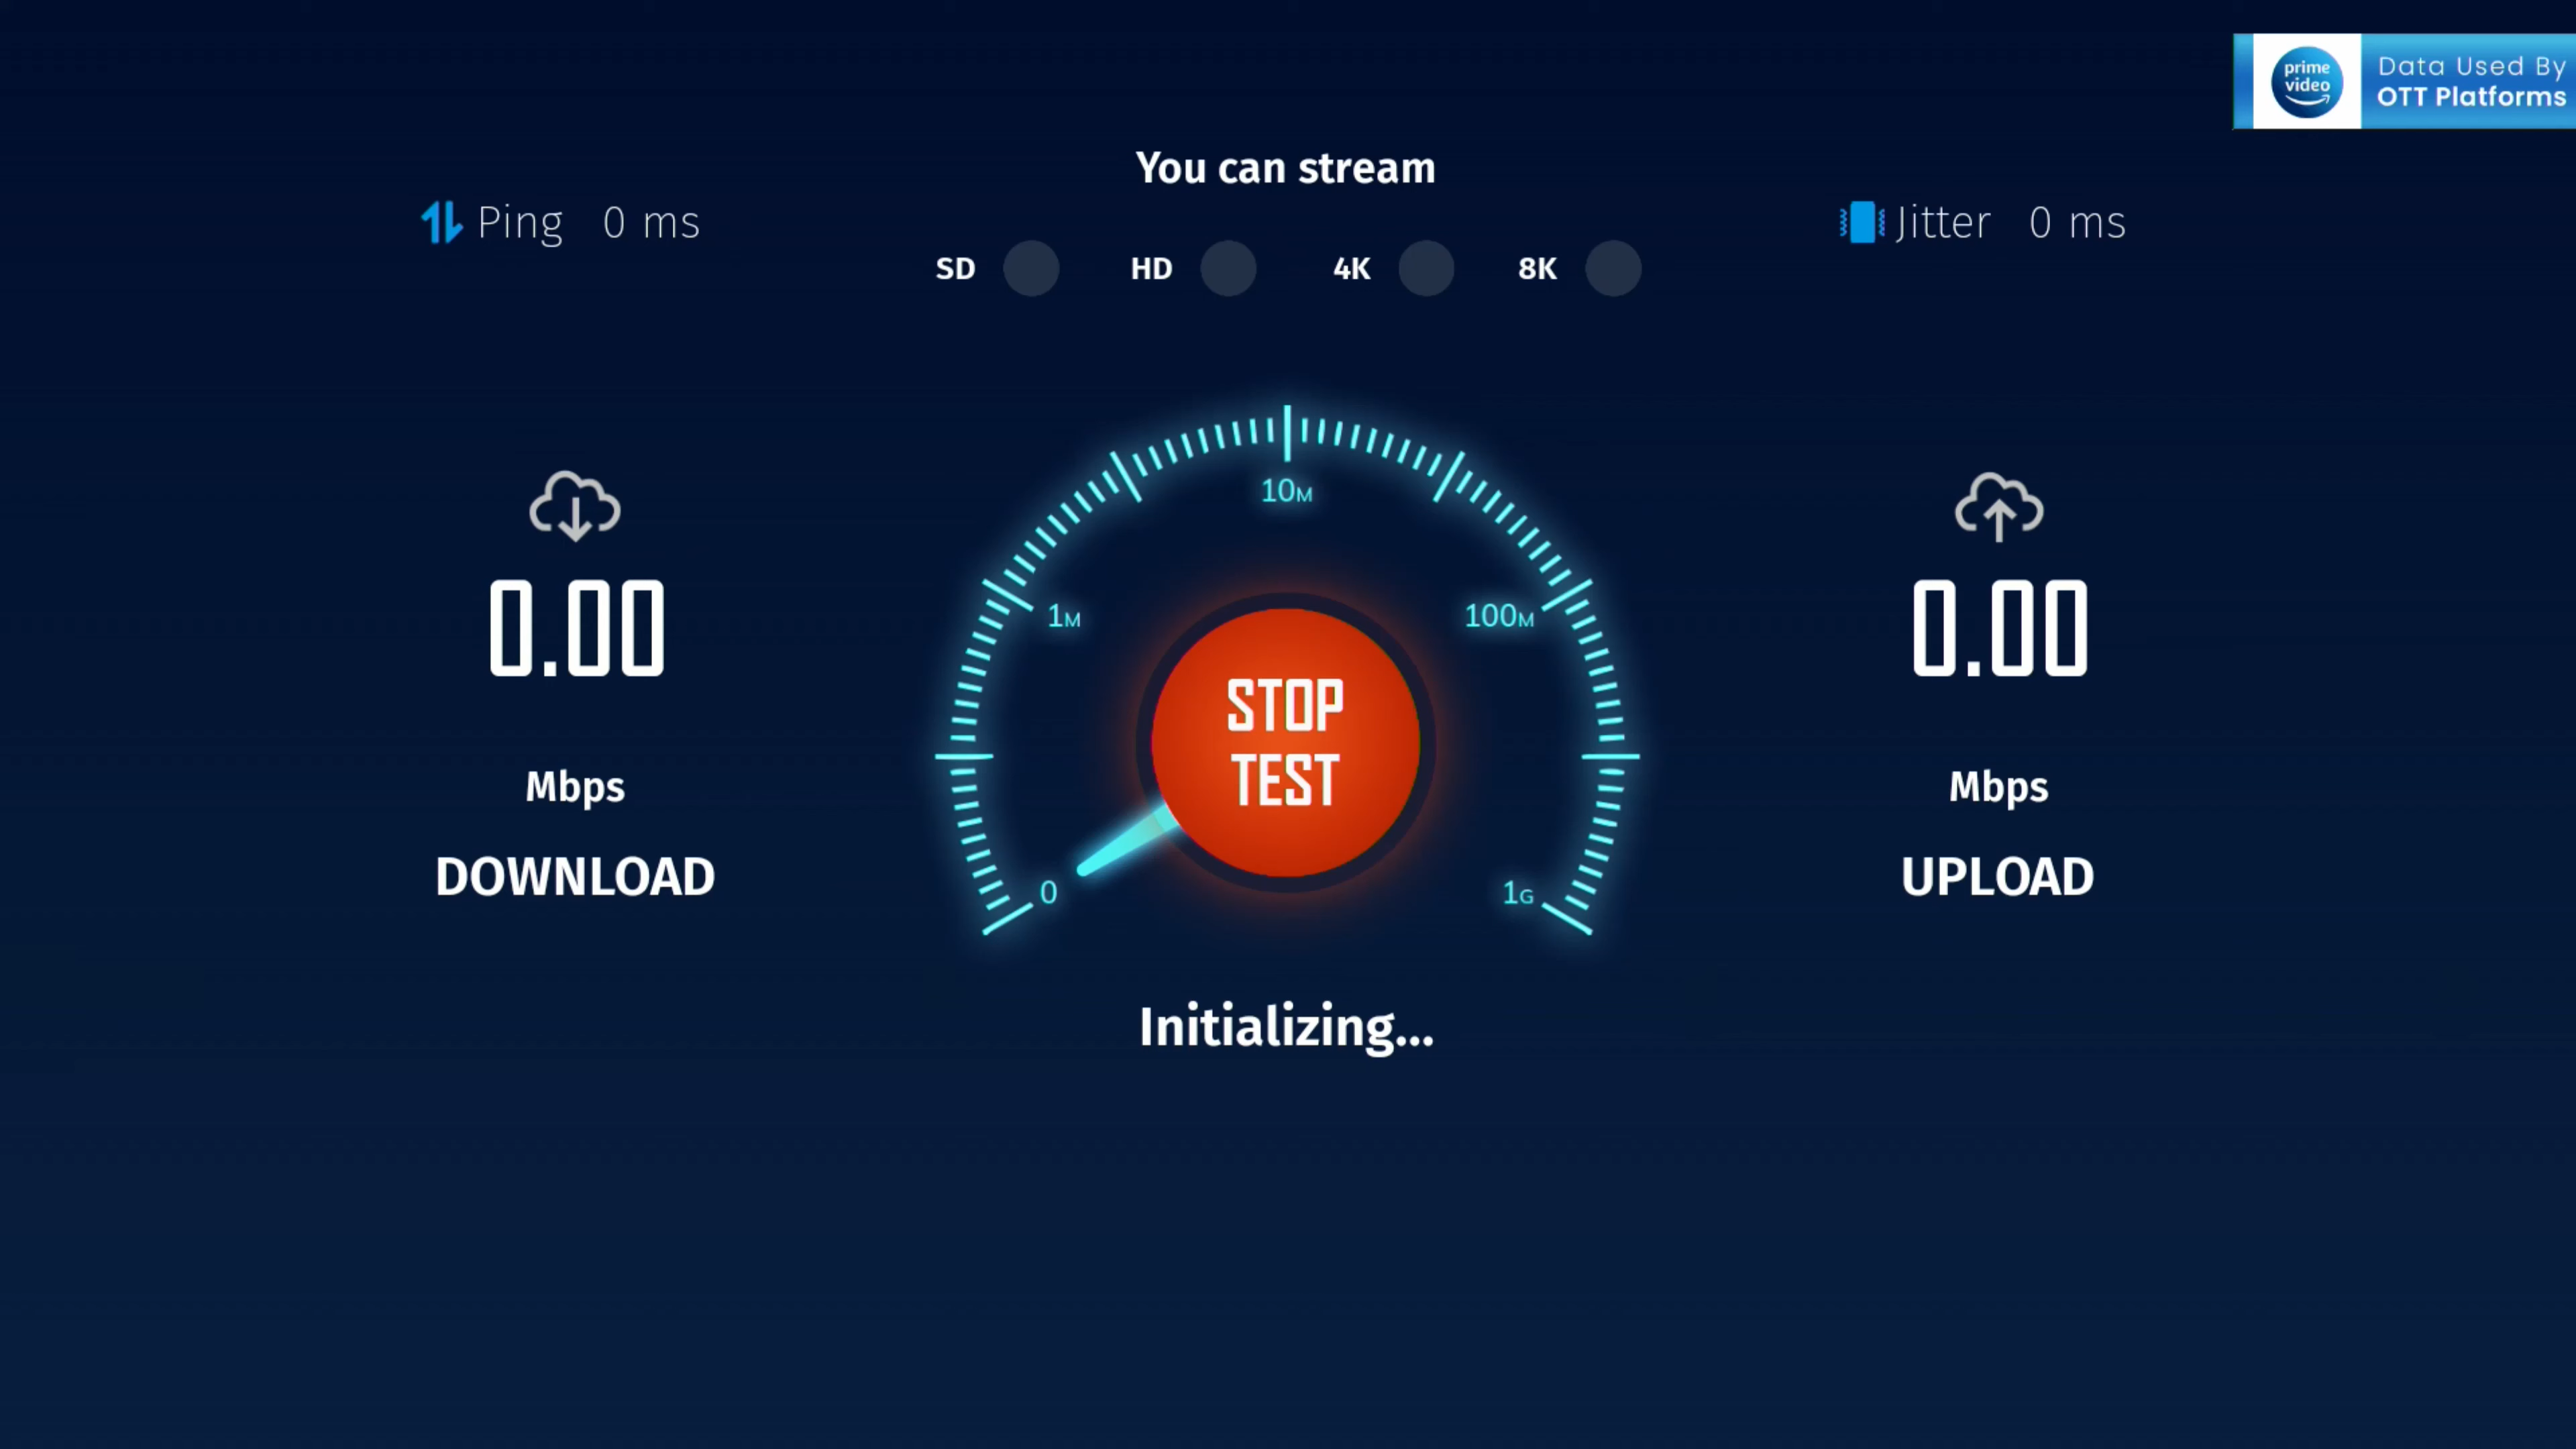 prime
video
Data Used By
OTT Platforms
You can stream
Ping 0 ms
Jitter 0 ms
SD HD 4K 8K
10M
1M
100M
0
1G
STOP
TEST
0.00
Mbps
DOWNLOAD
0.00
Mbps
UPLOAD
Initializing...